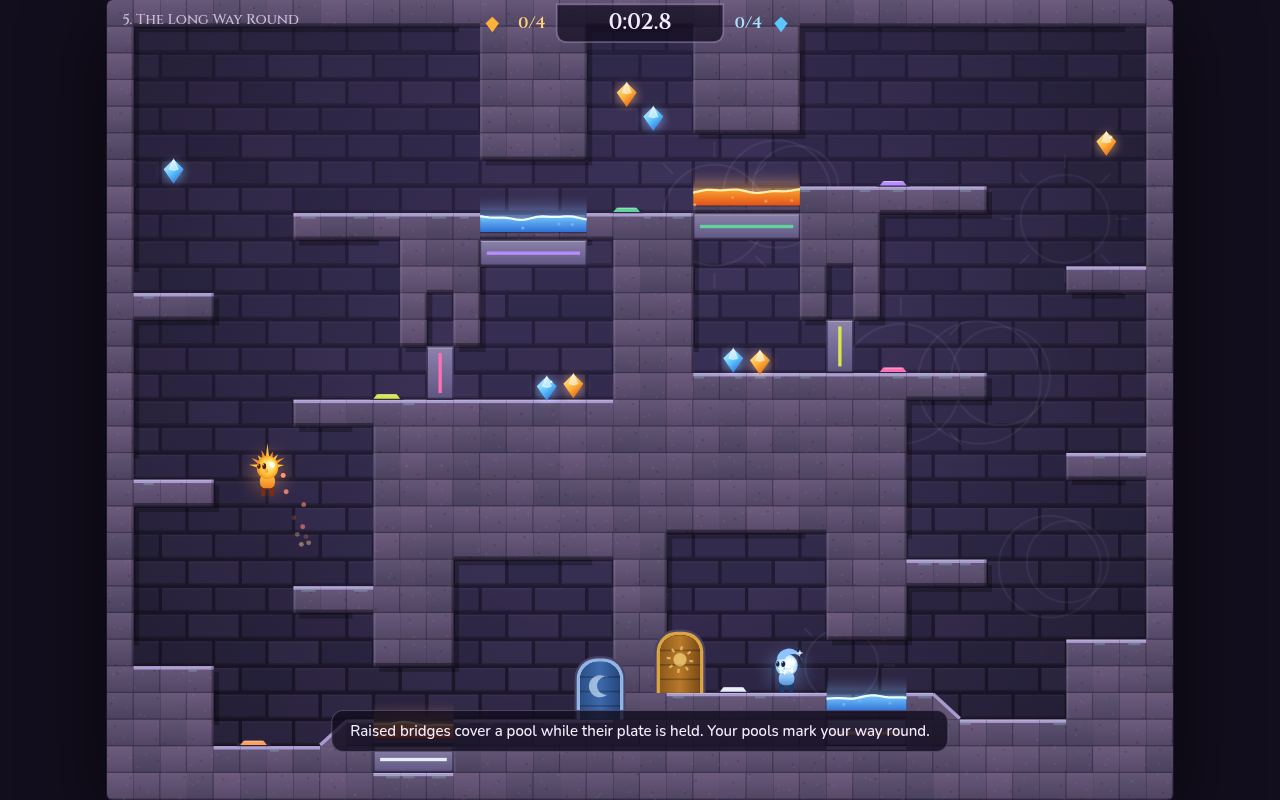 5. The Long Way Round
0/4
0:02.8
0/4
Raised bridges cover a pool while their plate is held. Your pools mark your way round.